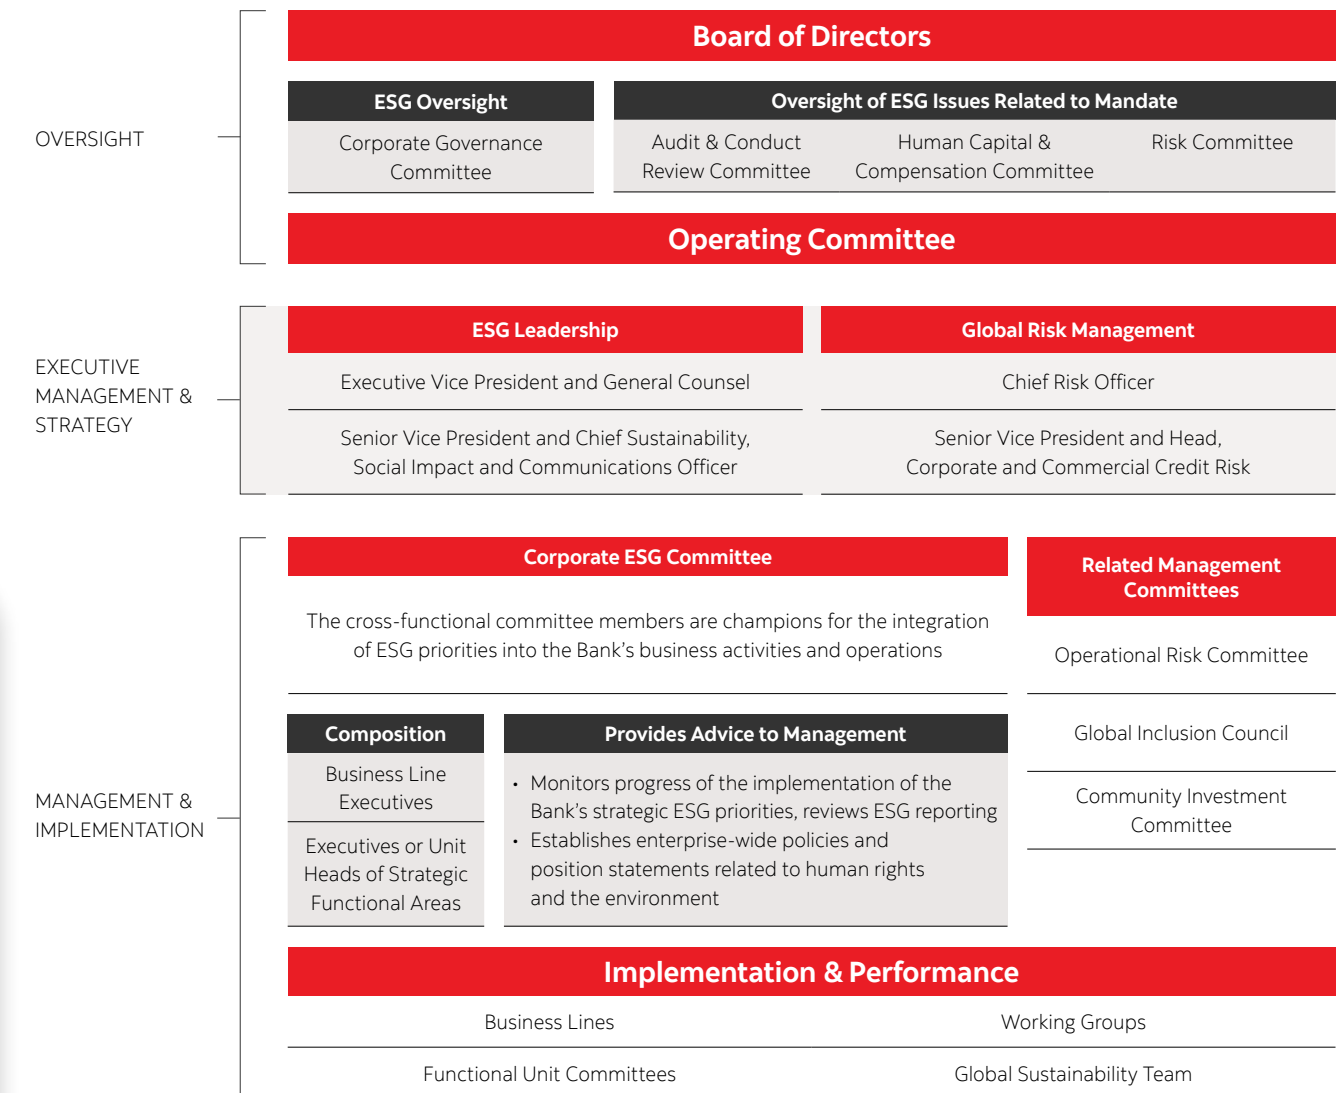 Board of Directors
OVERSIGHT
ESG Oversight
Corporate Governance
Committee
Oversight of ESG Issues Related to Mandate
Audit & Conduct
Review Committee
Human Capital &
Compensation Committee
Risk Committee
Operating Committee
EXECUTIVE
MANAGEMENT &
STRATEGY
ESG Leadership
Executive Vice President and General Counsel
Senior Vice President and Chief Sustainability,
Social Impact and Communications Officer
Global Risk Management
Chief Risk Officer
Senior Vice President and Head,
Corporate and Commercial Credit Risk
MANAGEMENT &
IMPLEMENTATION
Corporate ESG Committee
The cross-functional committee members are champions for the integration
of ESG priorities into the Bank’s business activities and operations
Composition
Business Line
Executives
Executives or Unit
Heads of Strategic
Functional Areas
Provides Advice to Management
• Monitors progress of the implementation of the
Bank’s strategic ESG priorities, reviews ESG reporting
• Establishes enterprise-wide policies and
position statements related to human rights
and the environment
Related Management
Committees
Operational Risk Committee
Global Inclusion Council
Community Investment
Committee
Implementation & Performance
Business Lines
Working Groups
Functional Unit Committees
Global Sustainability Team